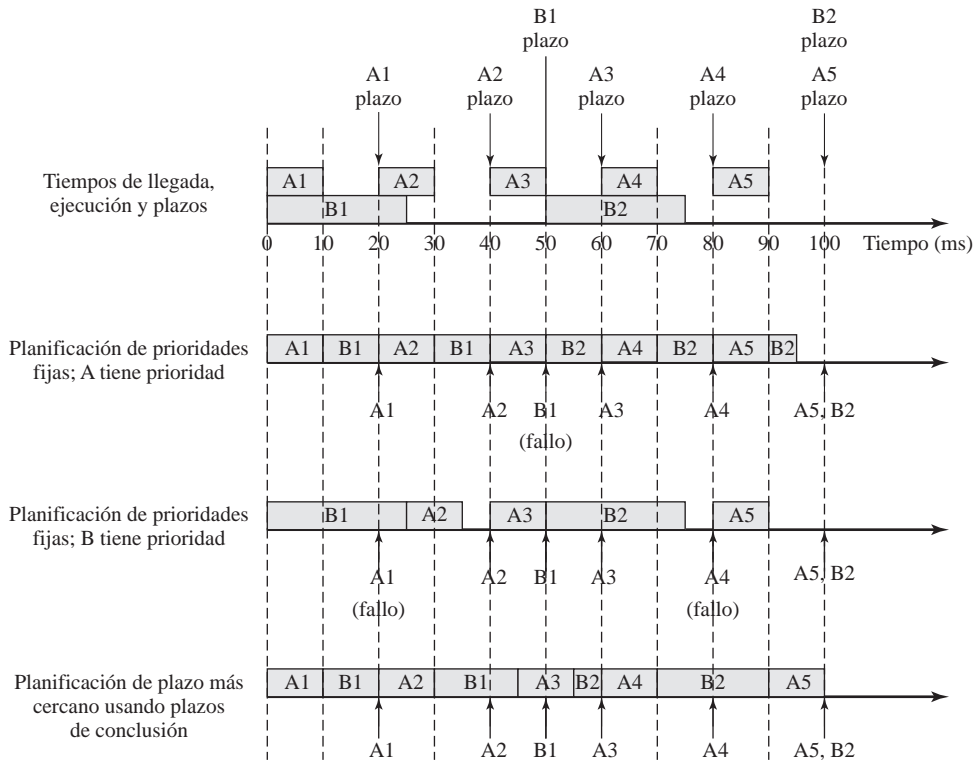 B1
plazo
B2
plazo
A1
plazo
A2
plazo
A3
plazo
A4
plazo
A5
plazo
Tiempos de llegada,
ejecución y plazos
A1 A2 A3 A4 A5
B1 B2
0 10 20 30 40 50 60 70 80 90 100 Tiempo (ms)
Planificación de prioridades
fijas; A tiene prioridad
A1 B1 A2 B1 A3 B2 A4 B2 A5 B2
A1 A2 B1 A3 A4 A5, B2
(fallo)
Planificación de prioridades
fijas; B tiene prioridad
B1 A2 A3 B2 A5
A1 A2 B1 A3 A4 A5, B2
(fallo) (fallo)
Planificación de plazo más
cercano usando plazos
de conclusión
A1 B1 A2 B1 A3 B2 A4 B2 A5
A1 A2 B1 A3 A4 A5, B2